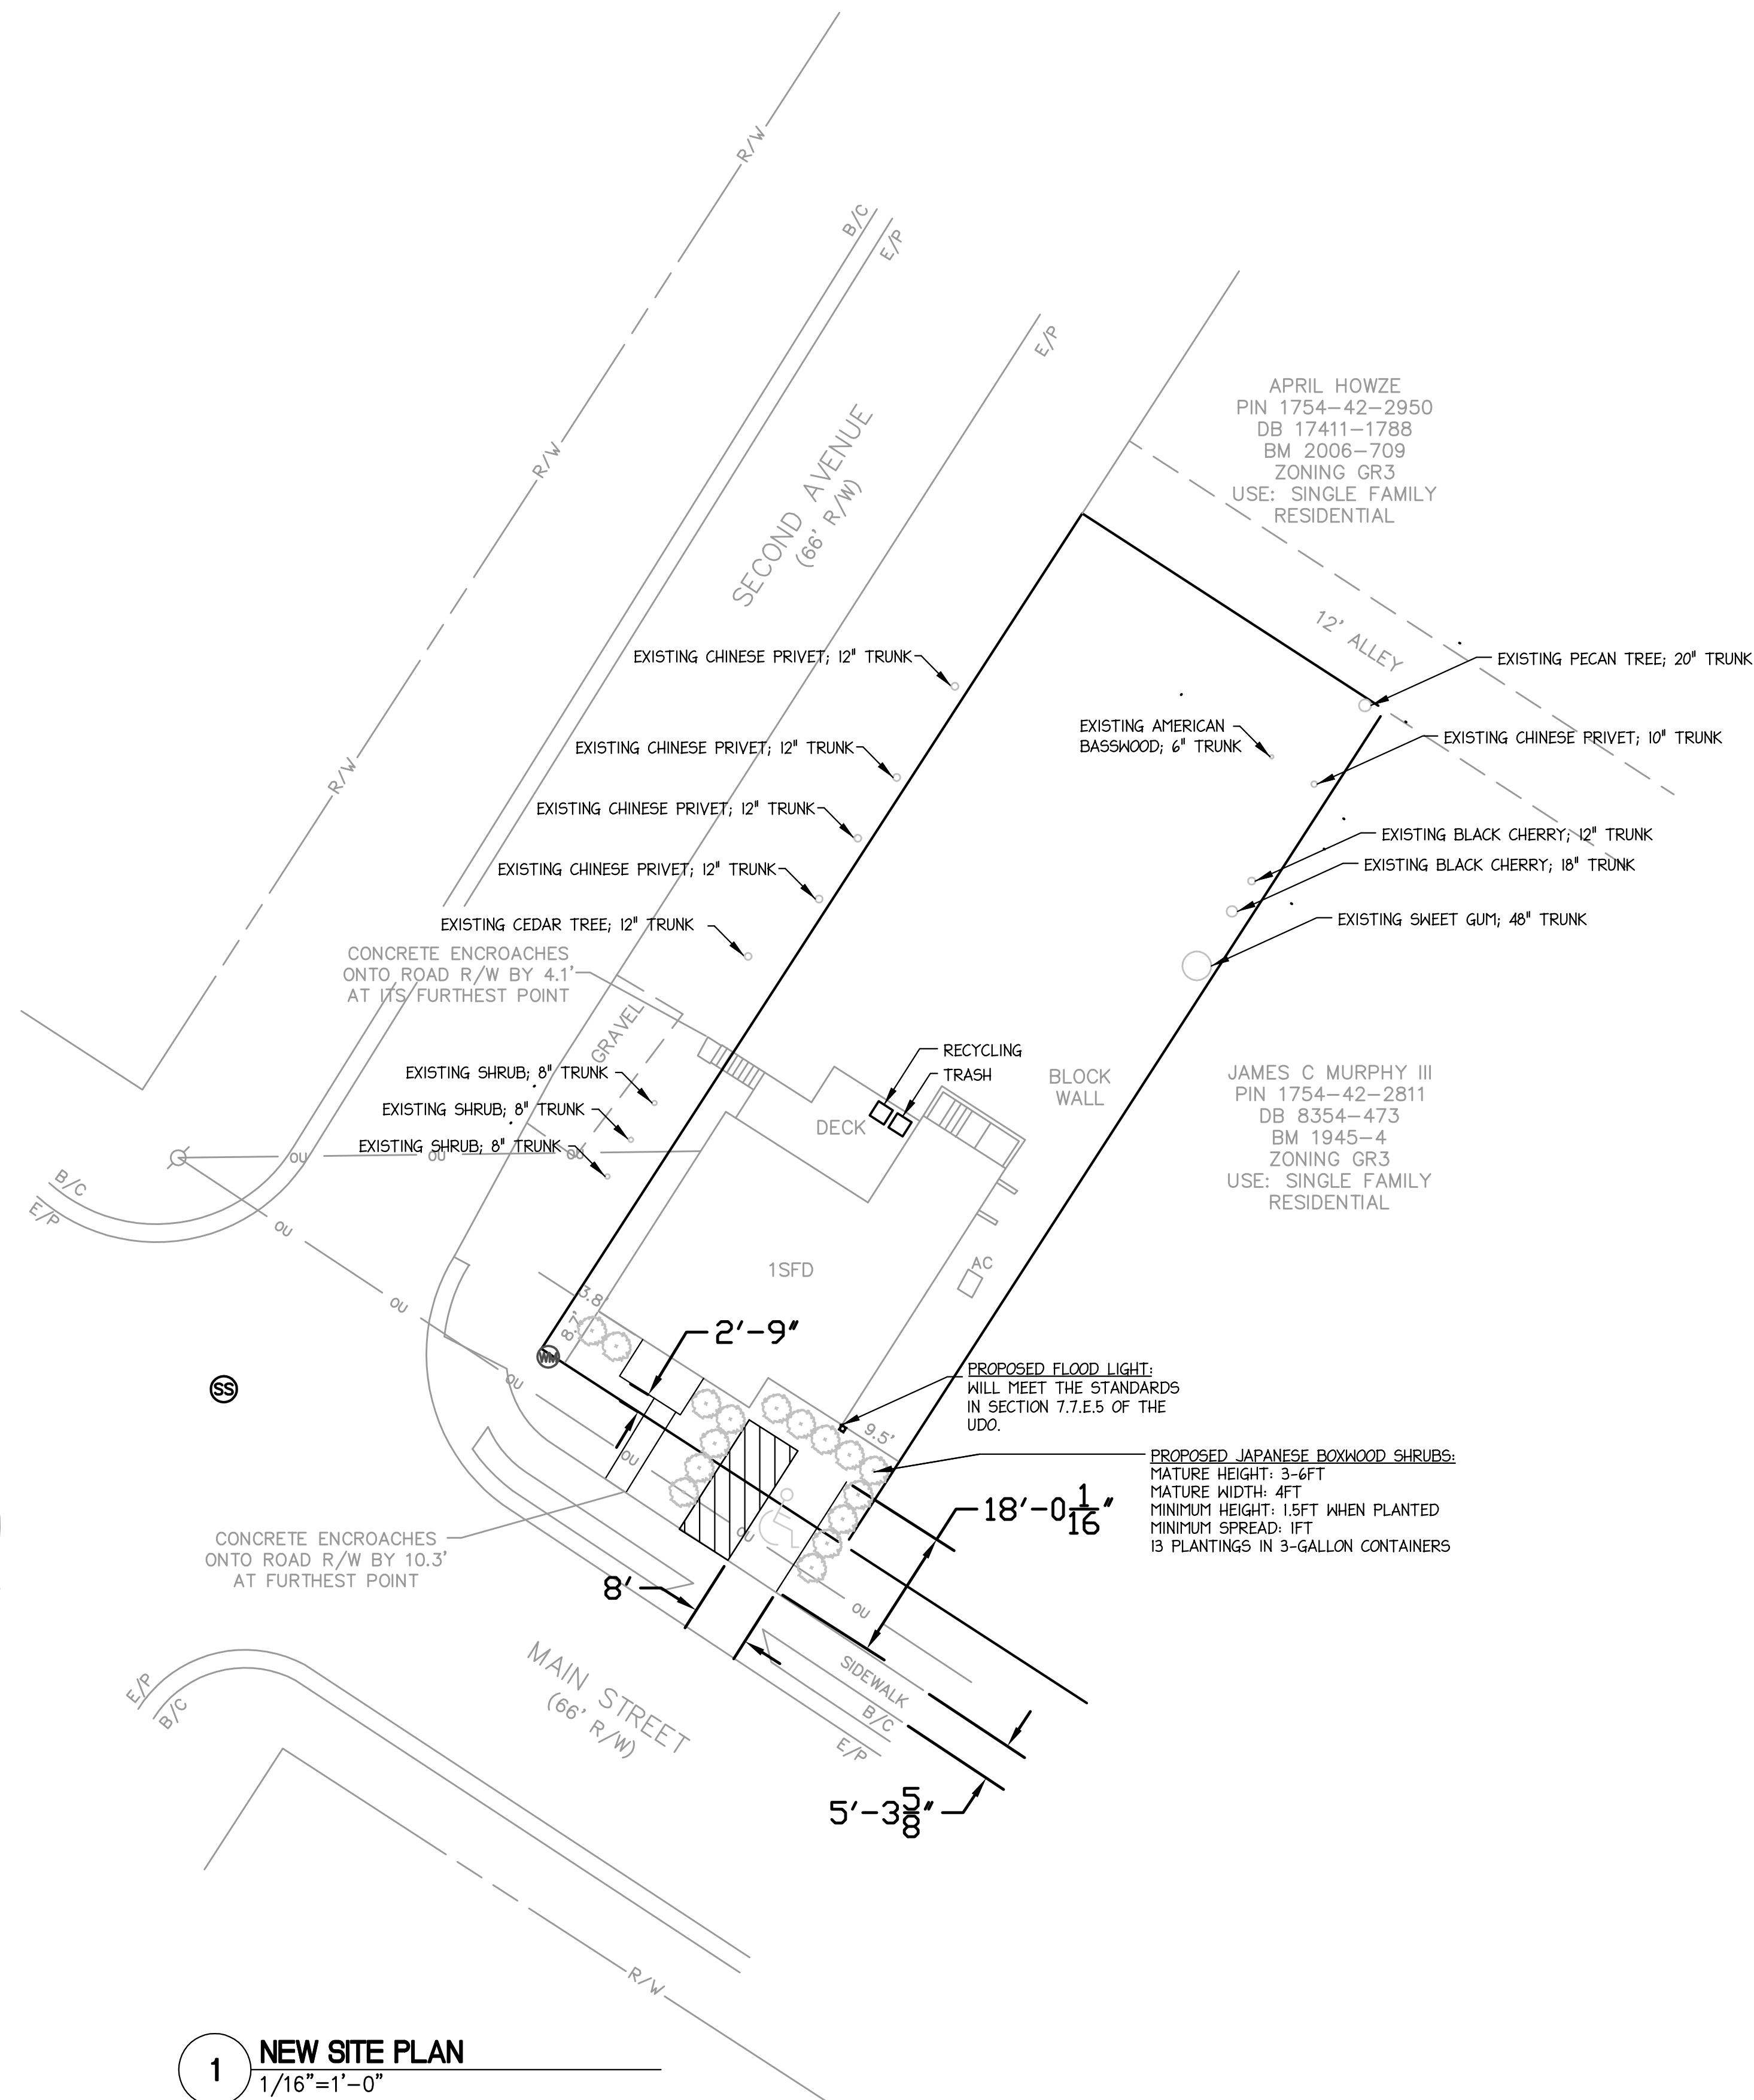 R/W
B/C
E/P
E/P
SECOND AVENUE
(66' R/W)
APRIL HOWZE
PIN 1754-42-2950
DB 17411-1788
BM 2006-709
ZONING GR3
USE: SINGLE FAMILY
RESIDENTIAL
R/W
12' ALLEY
EXISTING CHINESE PRIVET; 12" TRUNK
EXISTING PECAN TREE; 20" TRUNK
EXISTING AMERICAN
BASSWOOD; 6" TRUNK
EXISTING CHINESE PRIVET; 10" TRUNK
EXISTING CHINESE PRIVET; 12" TRUNK
R/W
EXISTING CHINESE PRIVET; 12" TRUNK
EXISTING BLACK CHERRY; 12" TRUNK
EXISTING BLACK CHERRY; 18" TRUNK
EXISTING CHINESE PRIVET; 12" TRUNK
EXISTING SWEET GUM; 48" TRUNK
EXISTING CEDAR TREE; 12" TRUNK
CONCRETE ENCROACHES
ONTO ROAD R/W BY 4.1'
AT ITS FURTHEST POINT
GRAVEL
RECYCLING
TRASH
DECK
BLOCK
WALL
EXISTING SHRUB; 8" TRUNK
EXISTING SHRUB; 8" TRUNK
EXISTING SHRUB; 8" TRUNK
JAMES C MURPHY III
PIN 1754-42-2811
DB 8354-473
BM 1945-4
ZONING GR3
USE: SINGLE FAMILY
RESIDENTIAL
OU
OU
OU
B/C
E/P
OU
OU
1SFD
AC
3.8'
8.7'
2'-9"
WM
SS
OU
PROPOSED FLOOD LIGHT:
WILL MEET THE STANDARDS
IN SECTION 7.7.E.5 OF THE
UDO.
9.5'
OU
PROPOSED JAPANESE BOXWOOD SHRUBS:
MATURE HEIGHT: 3-6FT
MATURE WIDTH: 4FT
MINIMUM HEIGHT: 1.5FT WHEN PLANTED
MINIMUM SPREAD: 1FT
13 PLANTINGS IN 3-GALLON CONTAINERS
18'-0 1/16"
OU
CONCRETE ENCROACHES
ONTO ROAD R/W BY 10.3'
AT FURTHEST POINT
8'
OU
MAIN STREET
(66' R/W)
SIDEWALK
B/C
E/P
E/P
B/C
5'-3 5/8"
R/W
1
NEW SITE PLAN
1/16"=1'-0"